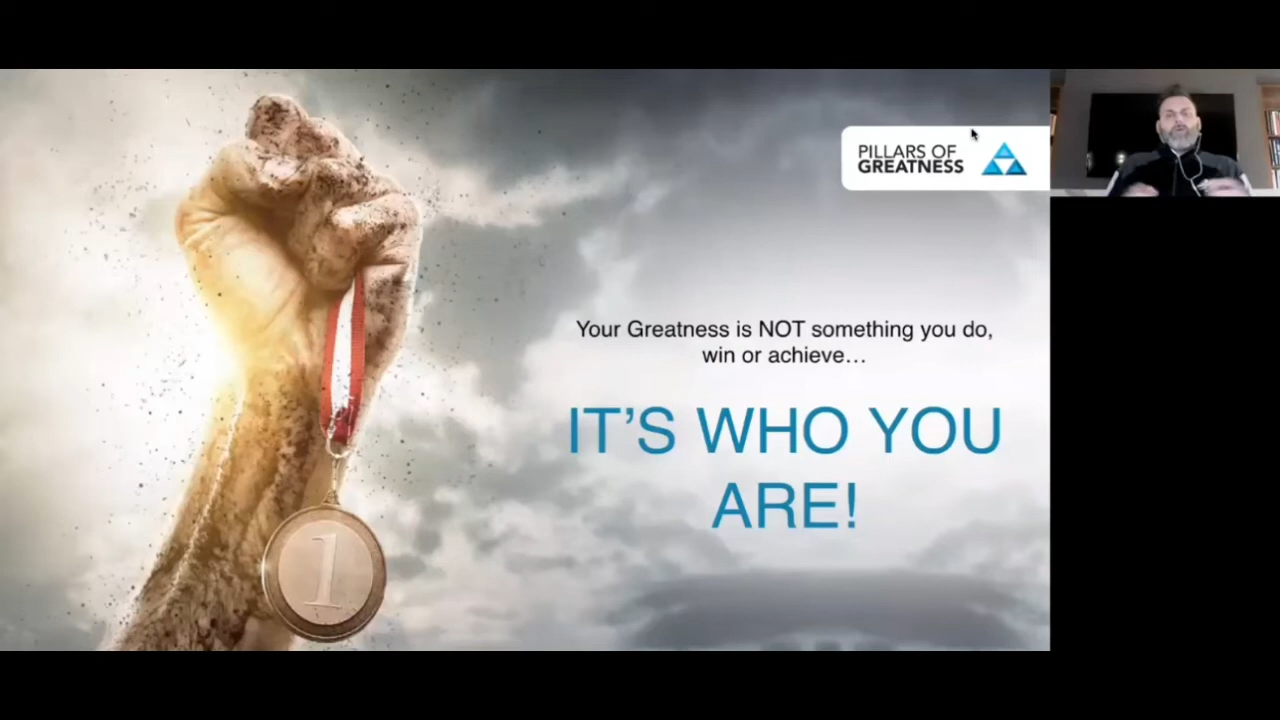 PILLARS OF
GREATNESS
Your Greatness is NOT something you do,
win or achieve…
IT'S WHO YOU
ARE!
1